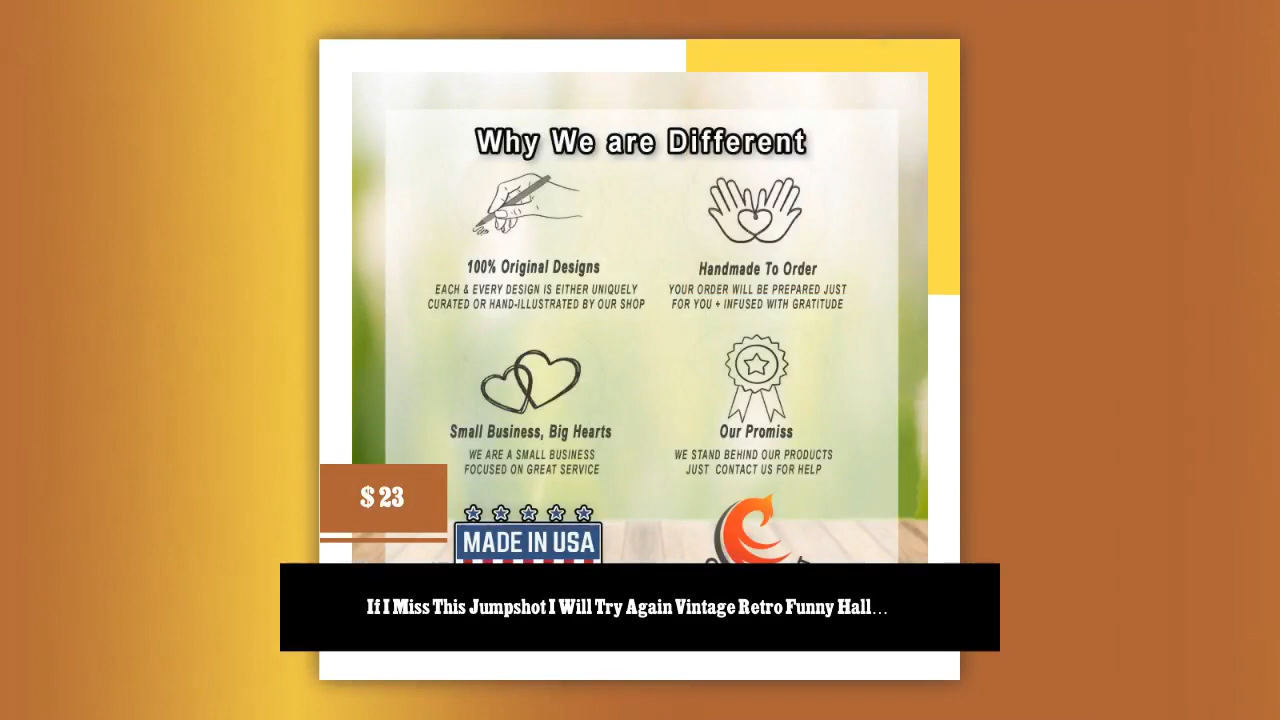 Why We are Different
100% Original Designs
EACH & EVERY DESIGN IS EITHER UNIQUELY
CURATED OR HAND-ILLUSTRATED BY OUR SHOP
Handmade To Order
YOUR ORDER WILL BE PREPARED JUST
FOR YOU + INFUSED WITH GRATITUDE
Small Business, Big Hearts
WE ARE A SMALL BUSINESS
FOCUSED ON GREAT SERVICE
Our Promiss
WE STAND BEHIND OUR PRODUCTS
JUST CONTACT US FOR HELP
$ 23
MADE IN USA
If I Miss This Jumpshot I Will Try Again Vintage Retro Funny Hall...